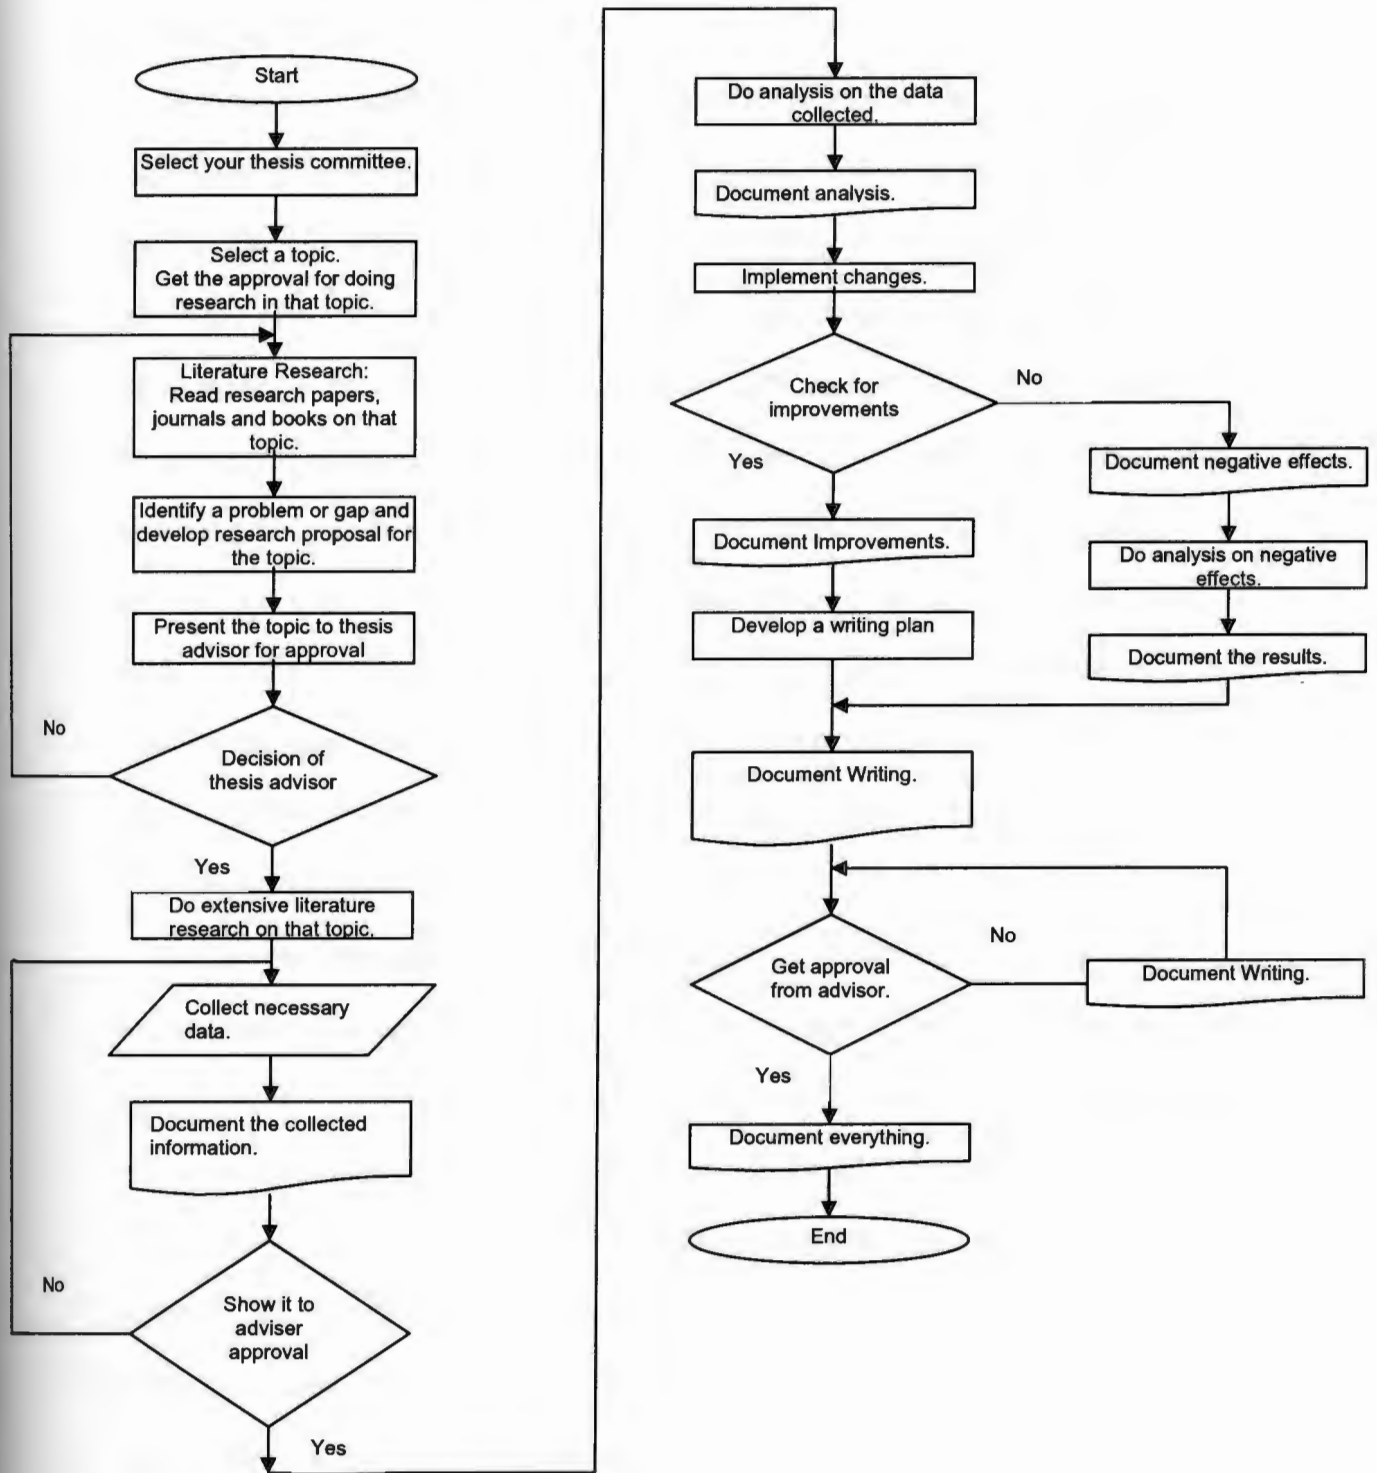 Start
Select your thesis committee.
Select a topic.
Get the approval for doing
research in that topic.
Literature Research:
Read research papers,
journals and books on that
topic.
Identify a problem or gap and
develop research proposal for
the topic.
Present the topic to thesis
advisor for approval
No
Decision of
thesis advisor
Yes
Do extensive literature
research on that topic.
Collect necessary
data.
Document the collected
information.
No
Show it to
adviser
approval
Yes
Do analysis on the data
collected.
Document analysis.
Implement changes.
Check for
improvements
No
Yes
Document negative effects.
Document Improvements.
Do analysis on negative
effects.
Develop a writing plan
Document the results.
Document Writing.
No
Get approval
from advisor.
Document Writing.
Yes
Document everything.
End